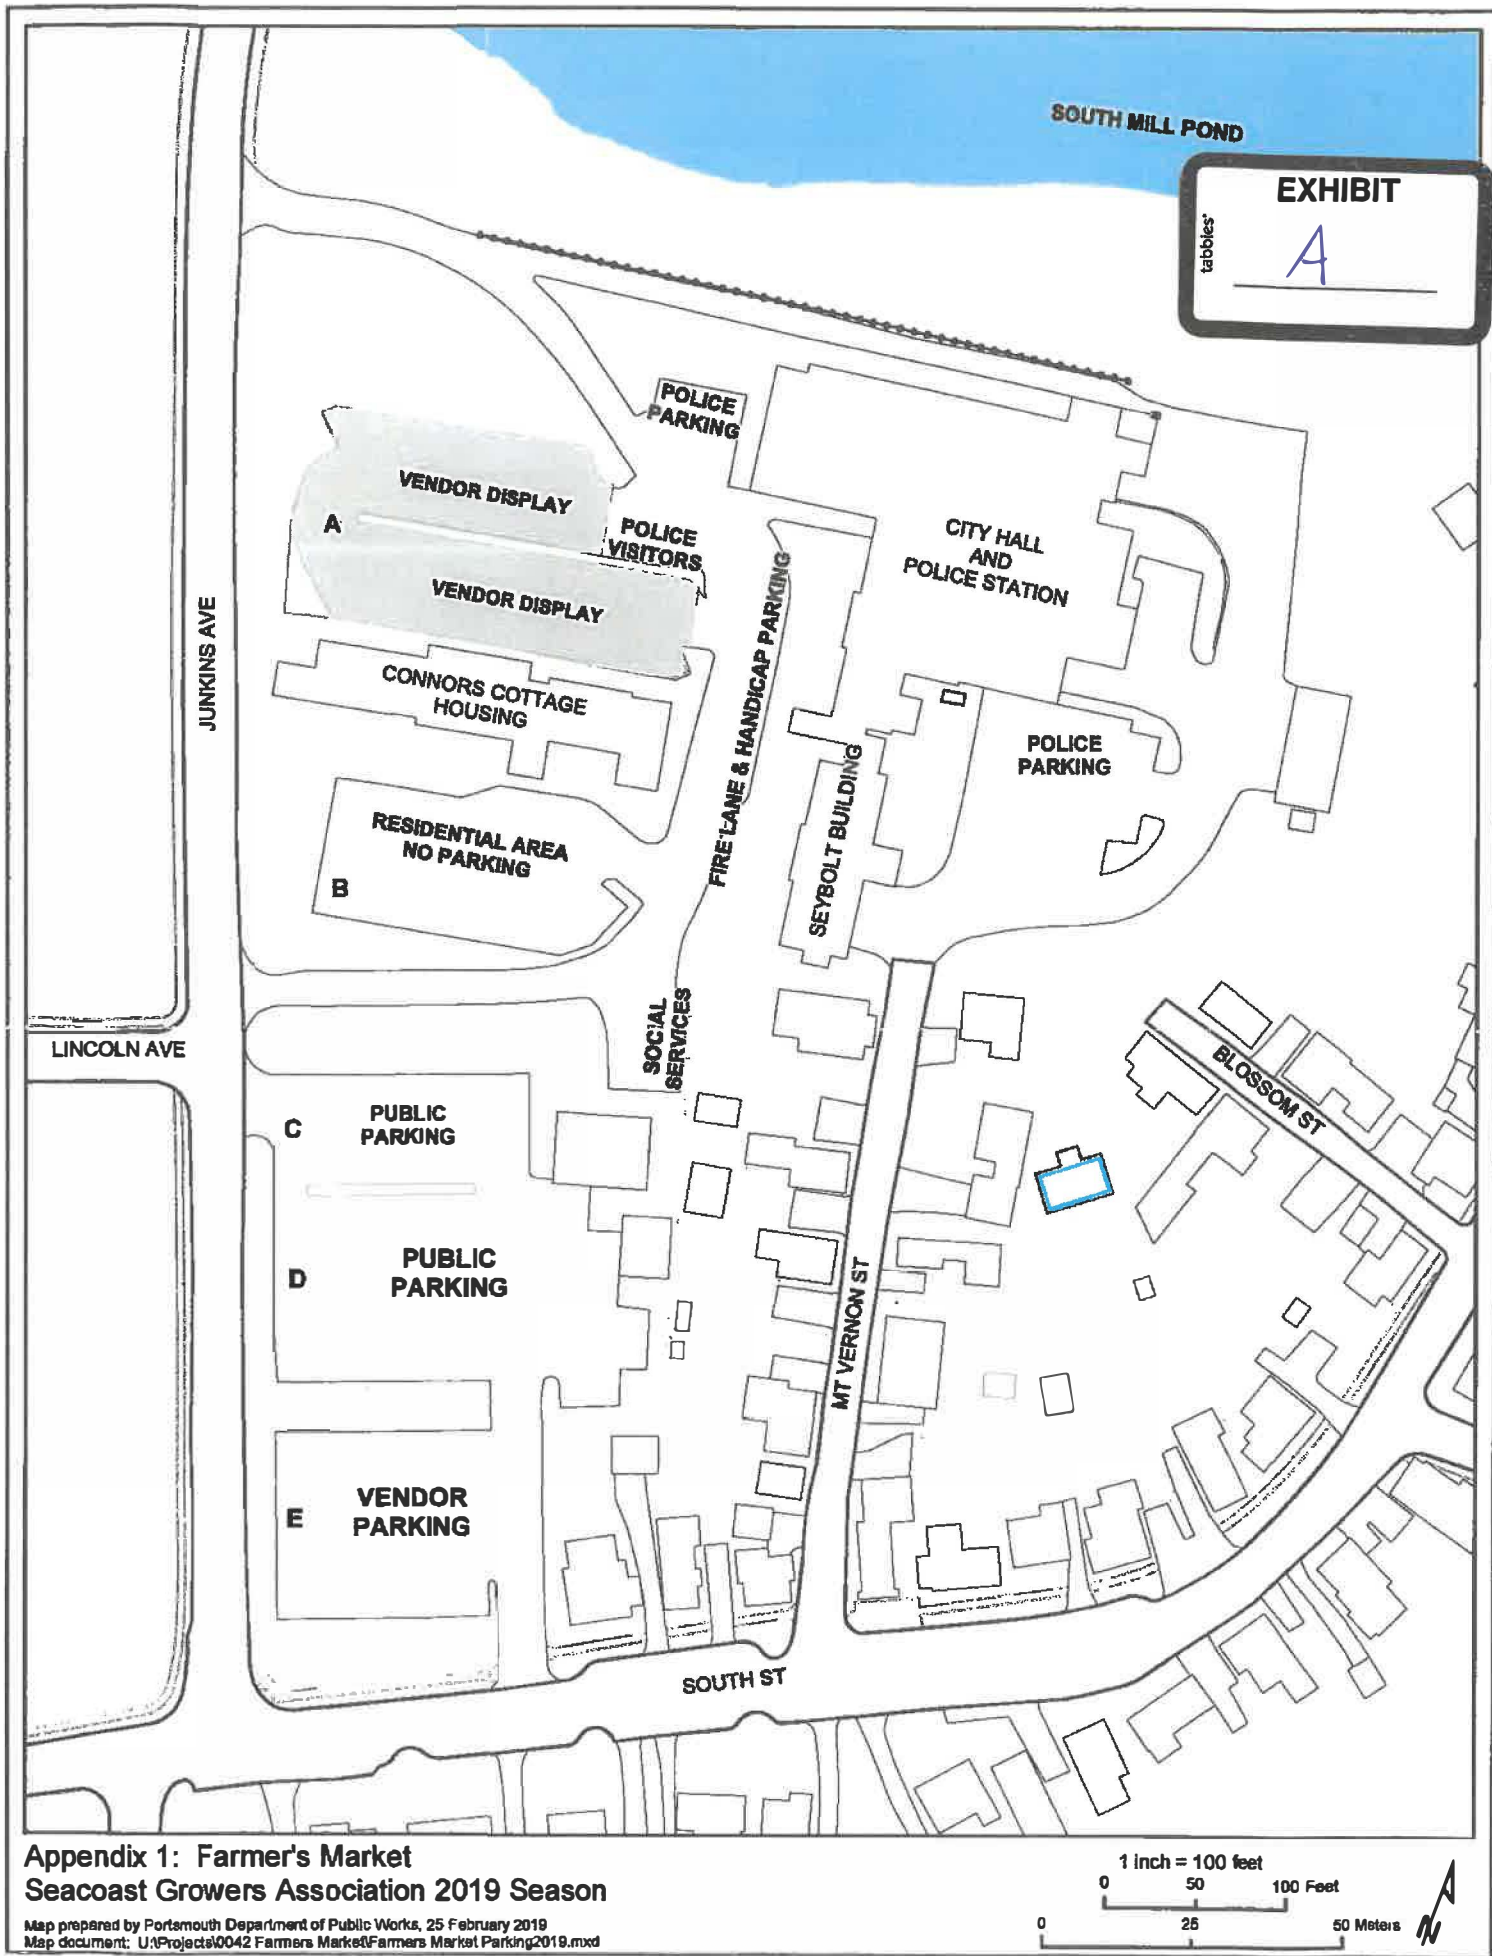 SOUTH MILL POND
EXHIBIT
tabbies'
A
POLICE
PARKING
VENDOR DISPLAY
A
POLICE
VISITORS
CITY HALL
AND
POLICE STATION
VENDOR DISPLAY
JUNKINS AVE
CONNORS COTTAGE
HOUSING
FIRE LANE & HANDICAP PARKING
POLICE
PARKING
SEYBOLT BUILDING
RESIDENTIAL AREA
NO PARKING
B
SOCIAL
SERVICES
LINCOLN AVE
BLOSSOM ST
C
PUBLIC
PARKING
D
PUBLIC
PARKING
MT VERNON ST
E
VENDOR
PARKING
SOUTH ST
Appendix 1: Farmer's Market
Seacoast Growers Association 2019 Season
Map prepared by Portsmouth Department of Public Works, 25 February 2019
Map document: U:\Projects\0042 Farmers Market\Farmers Market Parking2019.mxd
1 inch = 100 feet
0 50 100 Feet
0 25 50 Meters
N